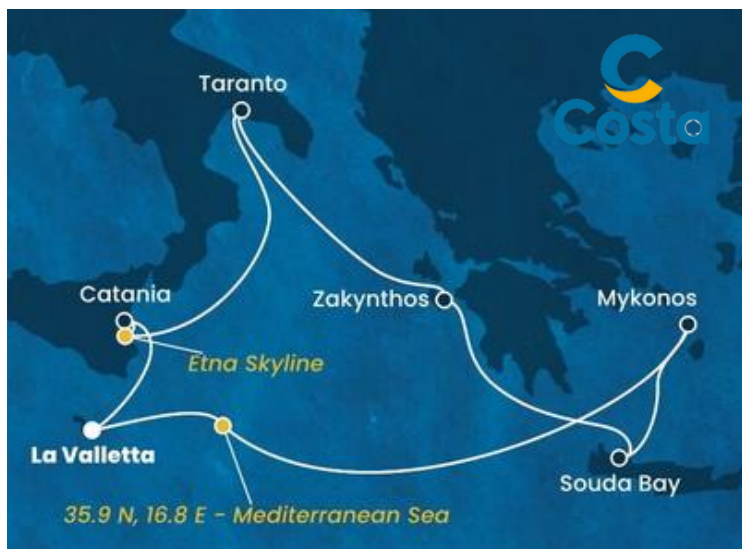 Costa
Taranto
Catania
Zakynthos
Mykonos
Etna Skyline
La Valletta
Souda Bay
35.9 N, 16.8 E - Mediterranean Sea